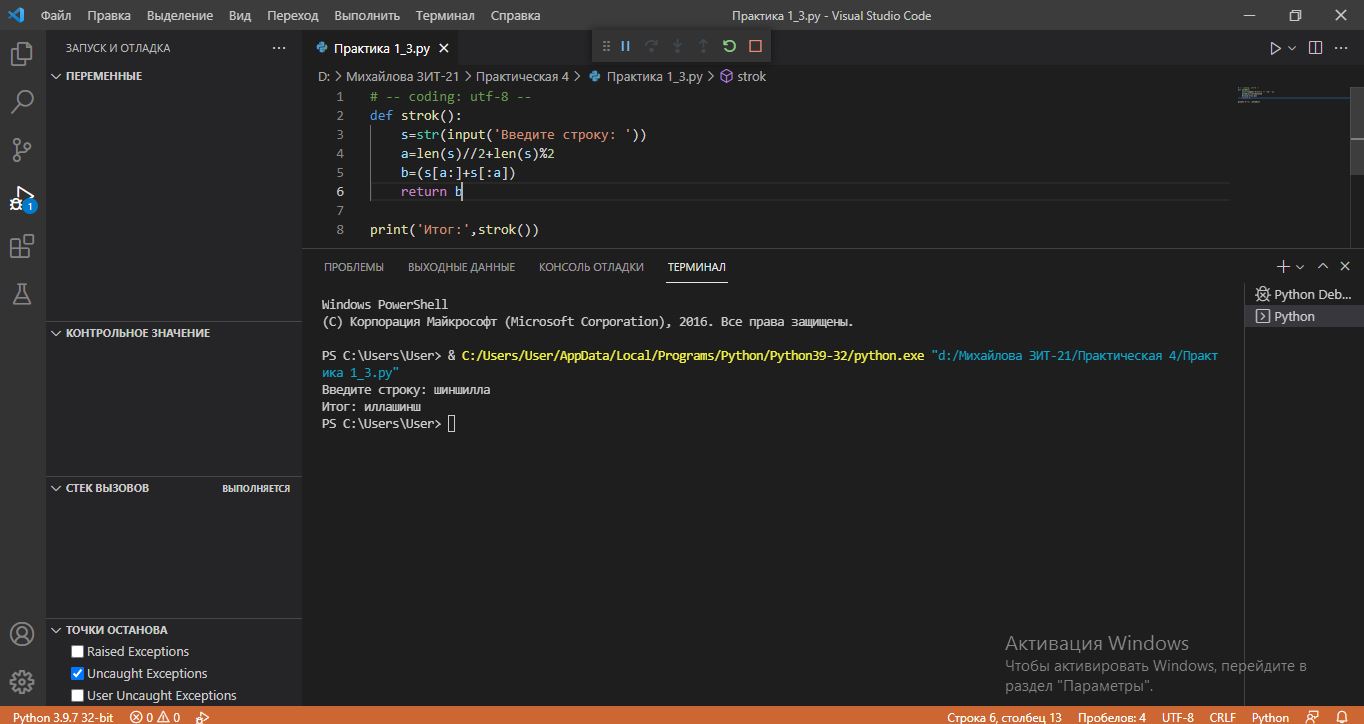 Файл Правка Выделение Вид Переход Выполнить Терминал Справка Практика 1_3.py - Visual Studio Code
ЗАПУСК И ОТЛАДКА ...
Практика 1_3.py
ПЕРЕМЕННЫЕ
D: > Михайлова ЗИТ-21 > Практическая 4 > Практика 1_3.py > strok
1 # -- coding: utf-8 --
2 def strok():
3 s=str(input('Введите строку: '))
4 a=len(s)//2+len(s)%2
5 b=(s[a:]+s[:a])
6 return b
7
8 print('Итог:',strok())
ПРОБЛЕМЫ ВЫХОДНЫЕ ДАННЫЕ КОНСОЛЬ ОТЛАДКИ ТЕРМИНАЛ
Python Deb...
Python
Windows PowerShell
(C) Корпорация Майкрософт (Microsoft Corporation), 2016. Все права защищены.
PS C:\Users\User> & C:/Users/User/AppData/Local/Programs/Python/Python39-32/python.exe "d:/Михайлова ЗИТ-21/Практическая 4/Практ
ика 1_3.py"
Введите строку: шиншилла
Итог: иллашинш
PS C:\Users\User>
КОНТРОЛЬНОЕ ЗНАЧЕНИЕ
СТЕК ВЫЗОВОВ ВЫПОЛНЯЕТСЯ
1
ТОЧКИ ОСТАНОВА
Raised Exceptions
Uncaught Exceptions
User Uncaught Exceptions
Активация Windows
Чтобы активировать Windows, перейдите в
раздел "Параметры".
Python 3.9.7 32-bit 0 0 Строка 6, столбец 13 Пробелов: 4 UTF-8 CRLF Python